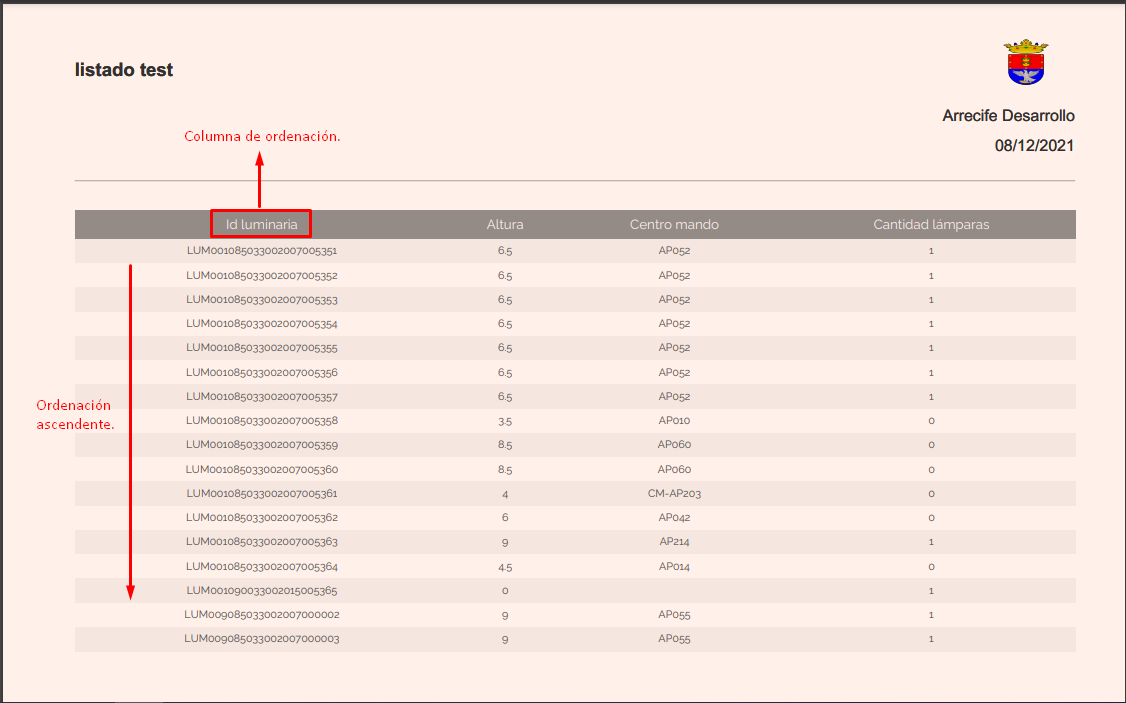 listado test
Arrecife Desarrollo
08/12/2021
Columna de ordenación.
Id luminaria Altura Centro mando Cantidad lámparas
LUM001085033002007005351 6.5 AP052 1
LUM001085033002007005352 6.5 AP052 1
LUM001085033002007005353 6.5 AP052 1
LUM001085033002007005354 6.5 AP052 1
LUM001085033002007005355 6.5 AP052 1
LUM001085033002007005356 6.5 AP052 1
LUM001085033002007005357 6.5 AP052 1
LUM001085033002007005358 3.5 AP010 0
LUM001085033002007005359 8.5 AP060 0
LUM001085033002007005360 8.5 AP060 0
LUM001085033002007005361 4 CM-AP203 0
LUM001085033002007005362 6 AP042 0
LUM001085033002007005363 9 AP214 1
LUM001085033002007005364 4.5 AP014 0
LUM001090033002015005365 0 1
LUM009085033002007000002 9 AP055 1
LUM009085033002007000003 9 AP055 1
Ordenación
ascendente.